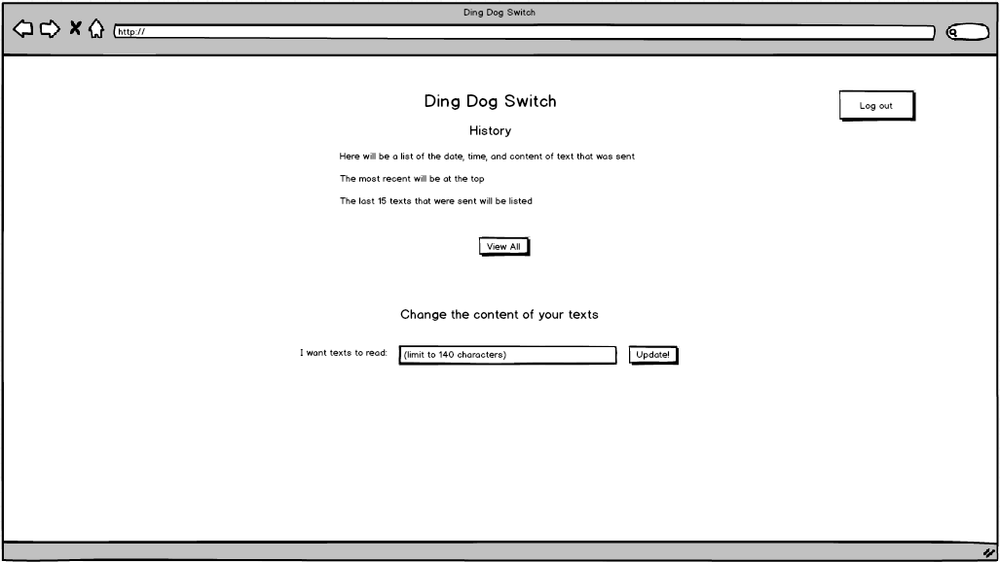 Ding Dog Switch
http://
Ding Dog Switch
Log out
History
Here will be a list of the date, time, and content of text that was sent
The most recent will be at the top
The last 15 texts that were sent will be listed
View All
Change the content of your texts
I want texts to read:
(limit to 140 characters)
Update!